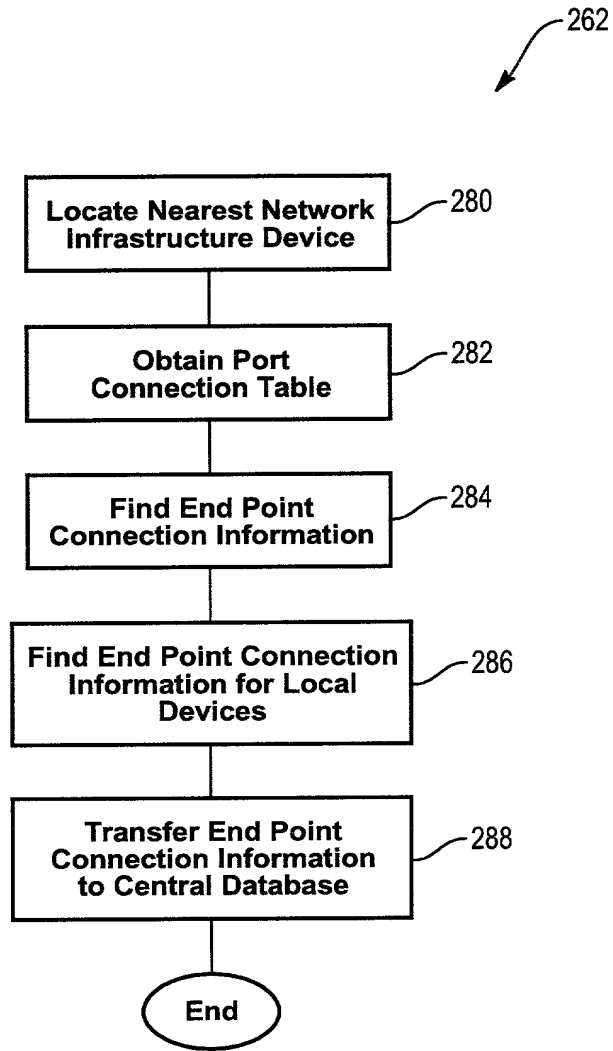 262
Locate Nearest Network
Infrastructure Device
280
Obtain Port
Connection Table
282
Find End Point
Connection Information
284
Find End Point Connection
Information for Local
Devices
286
Transfer End Point
Connection Information
to Central Database
288
End